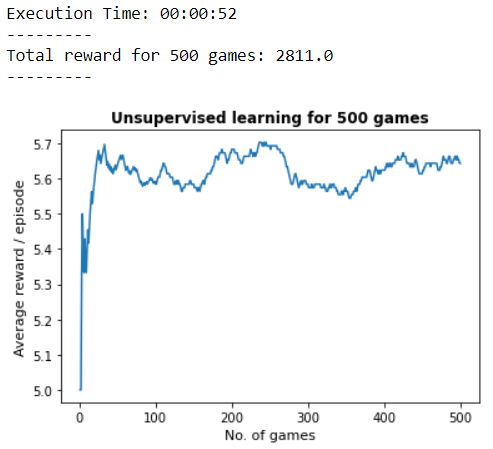 Execution Time: 00:00:52
---------
Total reward for 500 games: 2811.0
---------
Unsupervised learning for 500 games
Average reward / episode
5.7
5.6
5.5
5.4
5.3
5.2
5.1
5.0
0 100 200 300 400 500
No. of games